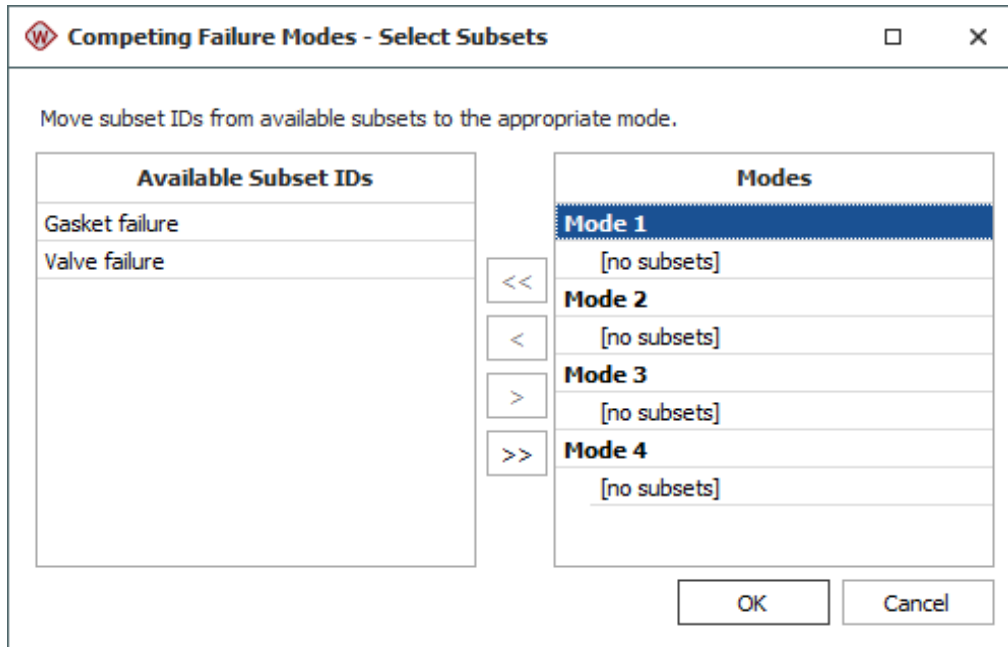 Competing Failure Modes - Select Subsets
Move subset IDs from available subsets to the appropriate mode.
Available Subset IDs
Gasket failure
Valve failure
<<
<
>
>>
Modes
Mode 1
[no subsets]
Mode 2
[no subsets]
Mode 3
[no subsets]
Mode 4
[no subsets]
OK
Cancel